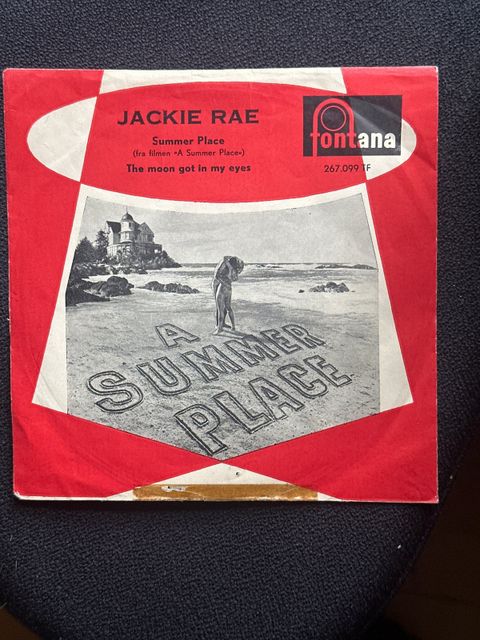 JACKIE RAE
Summer Place
(fra filmen «A Summer Place»)
The moon got in my eyes
fontana
267.099 TF
A
SUMMER
PLACE